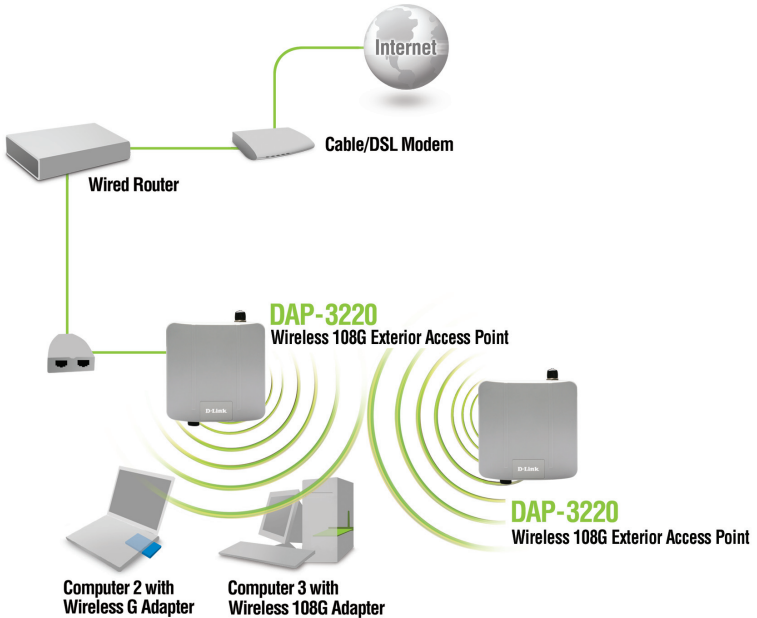 Internet
Cable/DSL Modem
Wired Router
DAP-3220
Wireless 108G Exterior Access Point
D-Link
D-Link
DAP-3220
Wireless 108G Exterior Access Point
Computer 2 with
Wireless G Adapter
Computer 3 with
Wireless 108G Adapter